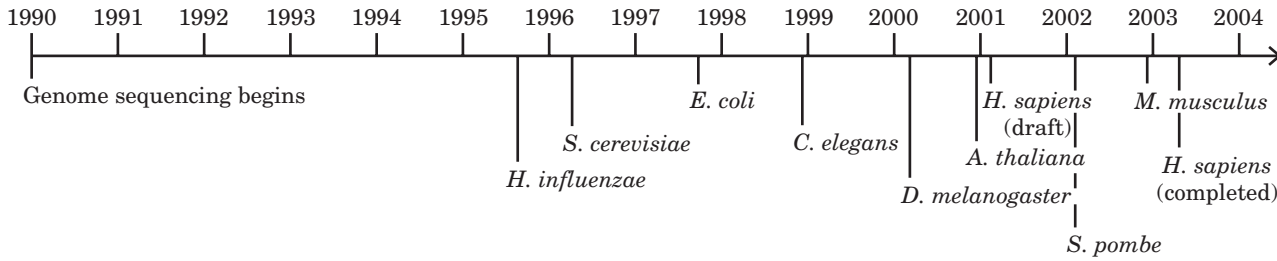 1990 1991 1992 1993 1994 1995 1996 1997 1998 1999 2000 2001 2002 2003 2004
Genome sequencing begins
H. influenzae
S. cerevisiae
E. coli
C. elegans
D. melanogaster
A. thaliana
H. sapiens
(draft)
S. pombe
M. musculus
H. sapiens
(completed)